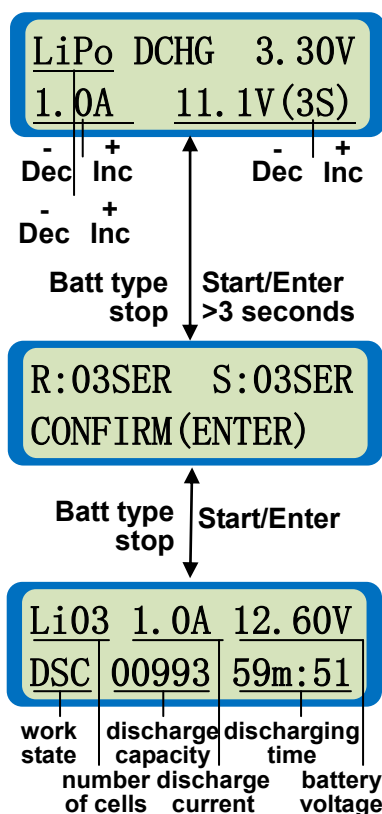 LiPo DCHG 3.30V
1.0A 11.1V(3S)
- + - +
Dec Inc Dec Inc
- +
Dec Inc
Batt type Start/Enter
stop >3 seconds
R:03SER S:03SER
CONFIRM(ENTER)
Batt type Start/Enter
stop
Li03 1.0A 12.60V
DSC 00993 59m:51
work discharge discharging
state capacity time
number discharge battery
of cells current voltage